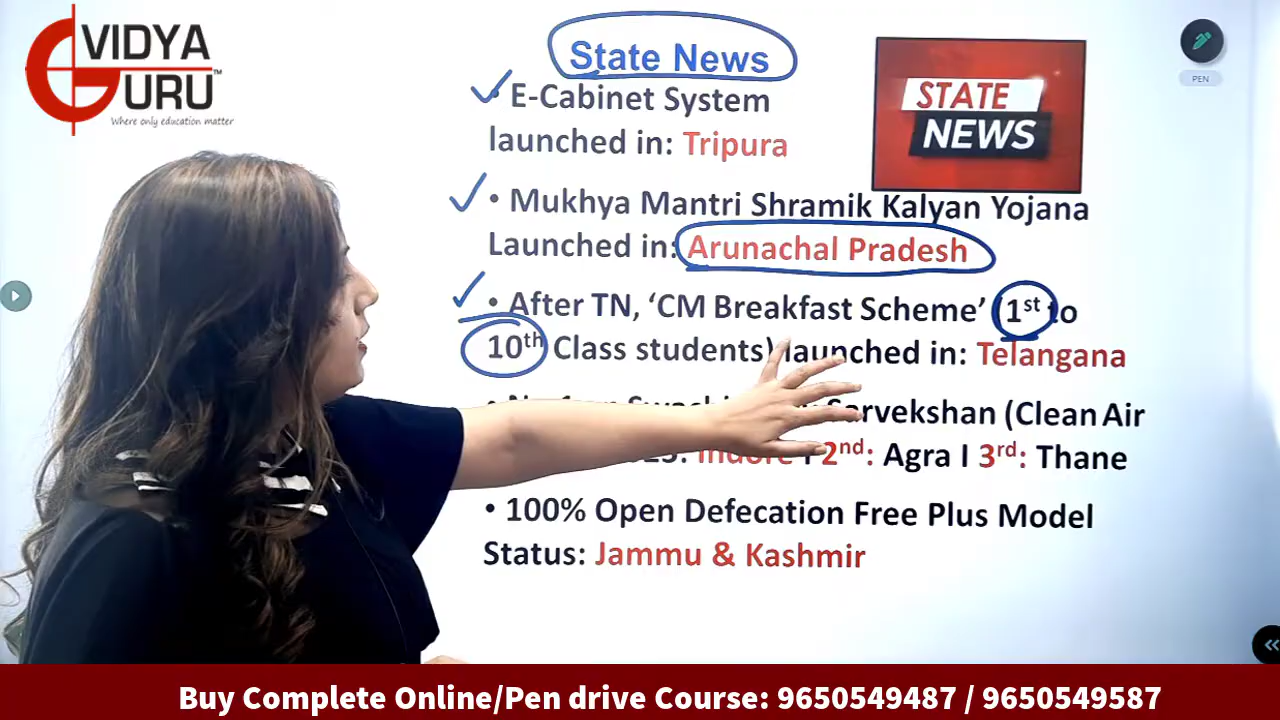 VIDYA
GURU
TM
Where only education matter
State News
PEN
STATE
NEWS
• E-Cabinet System
launched in: Tripura
• Mukhya Mantri Shramik Kalyan Yojana
Launched in: Arunachal Pradesh
• After TN, ‘CM Breakfast Scheme’ (1st to
10th Class students) launched in: Telangana
• Sarvekshan (Clean Air
2nd: Agra I 3rd: Thane
• 100% Open Defecation Free Plus Model
Status: Jammu & Kashmir
Buy Complete Online/Pen drive Course: 9650549487 / 9650549587